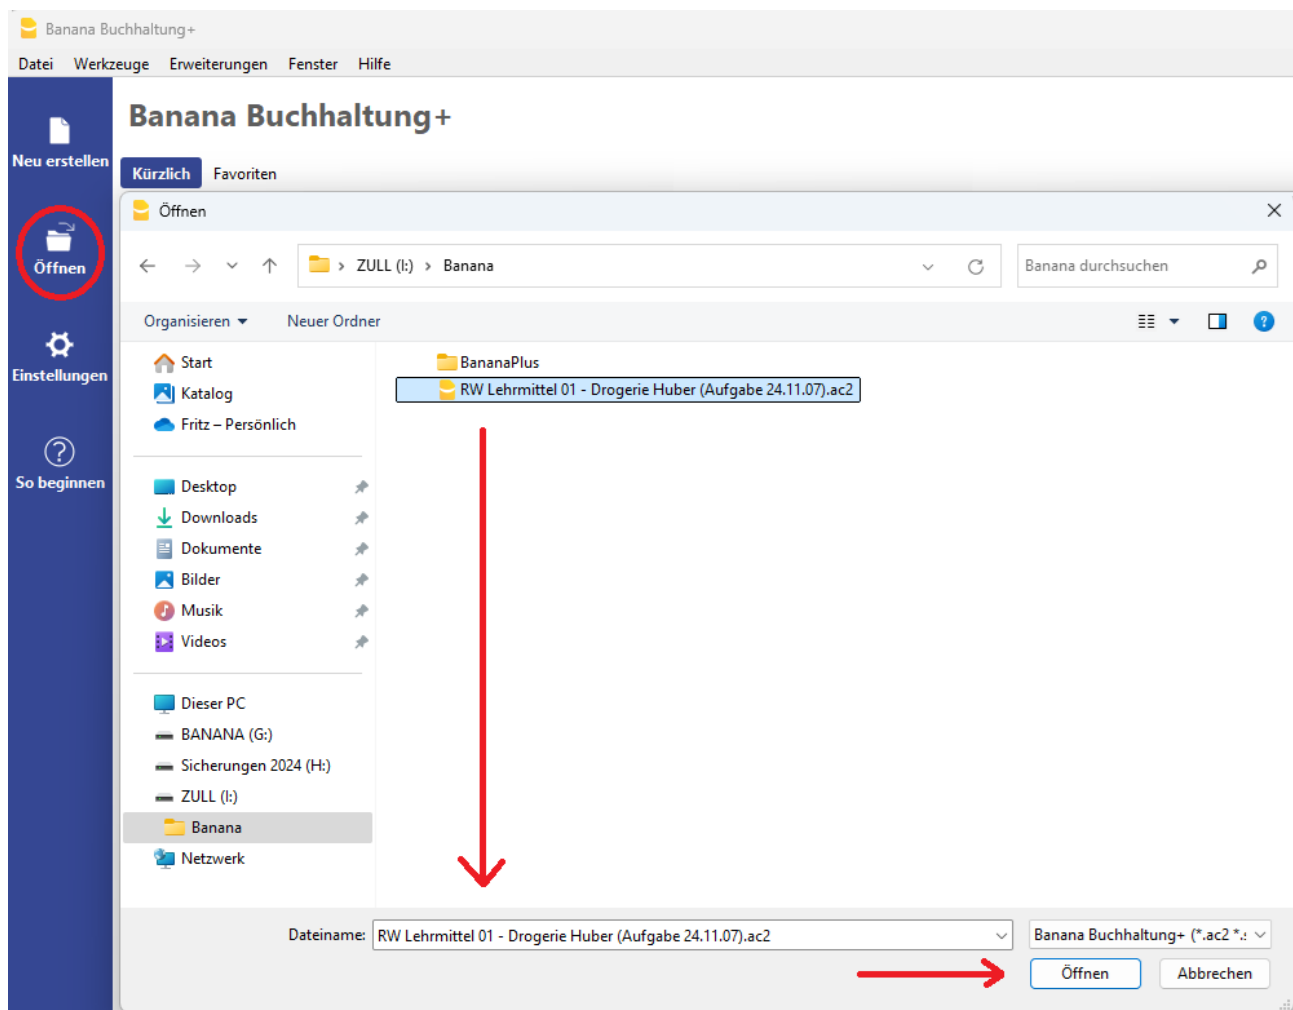 Banana Buchhaltung+
Datei Werkzeuge Erweiterungen Fenster Hilfe
Banana Buchhaltung+
Neu erstellen
Kürzlich Favoriten
Öffnen
Öffnen
ZULL (I:) > Banana
Banana durchsuchen
Organisieren Neuer Ordner
Einstellungen
So beginnen
Start
Katalog
Fritz – Persönlich
Desktop
Downloads
Dokumente
Bilder
Musik
Videos
Dieser PC
BANANA (G:)
Sicherungen 2024 (H:)
ZULL (I:)
Banana
Netzwerk
BananaPlus
RW Lehrmittel 01 - Drogerie Huber (Aufgabe 24.11.07).ac2
Dateiname: RW Lehrmittel 01 - Drogerie Huber (Aufgabe 24.11.07).ac2
Banana Buchhaltung+ (*.ac2 *.
Öffnen Abbrechen